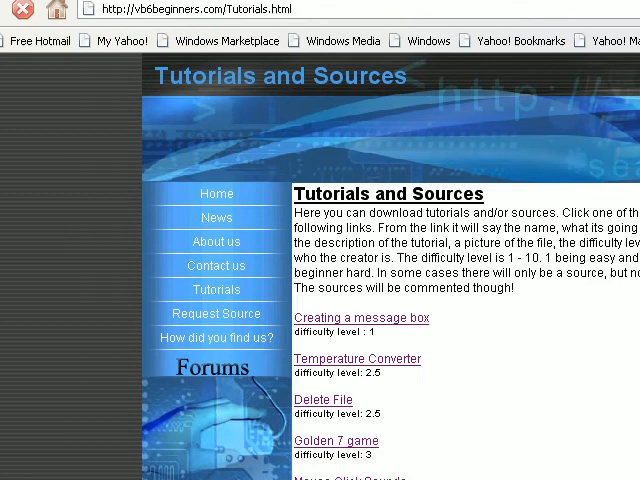 http://vb6beginners.com/Tutorials.html
Free Hotmail My Yahoo! Windows Marketplace Windows Media Windows Yahoo! Bookmarks Yahoo!
Tutorials and Sources
http://
Home
News
About us
Contact us
Tutorials
Request Source
How did you find us?
Forums
Tutorials and Sources
Here you can download tutorials and/or sources. Click one of
following links. From the link it will say the name, what its going
the description of the tutorial, a picture of the file, the difficulty
who the creator is. The difficulty level is 1 - 10. 1 being easy and
beginner hard. In some cases there will only be a source, but
The sources will be commented though!
Creating a message box
difficulty level : 1
Temperature Converter
difficulty level: 2.5
Delete File
difficulty level: 2.5
Golden 7 game
difficulty level: 3